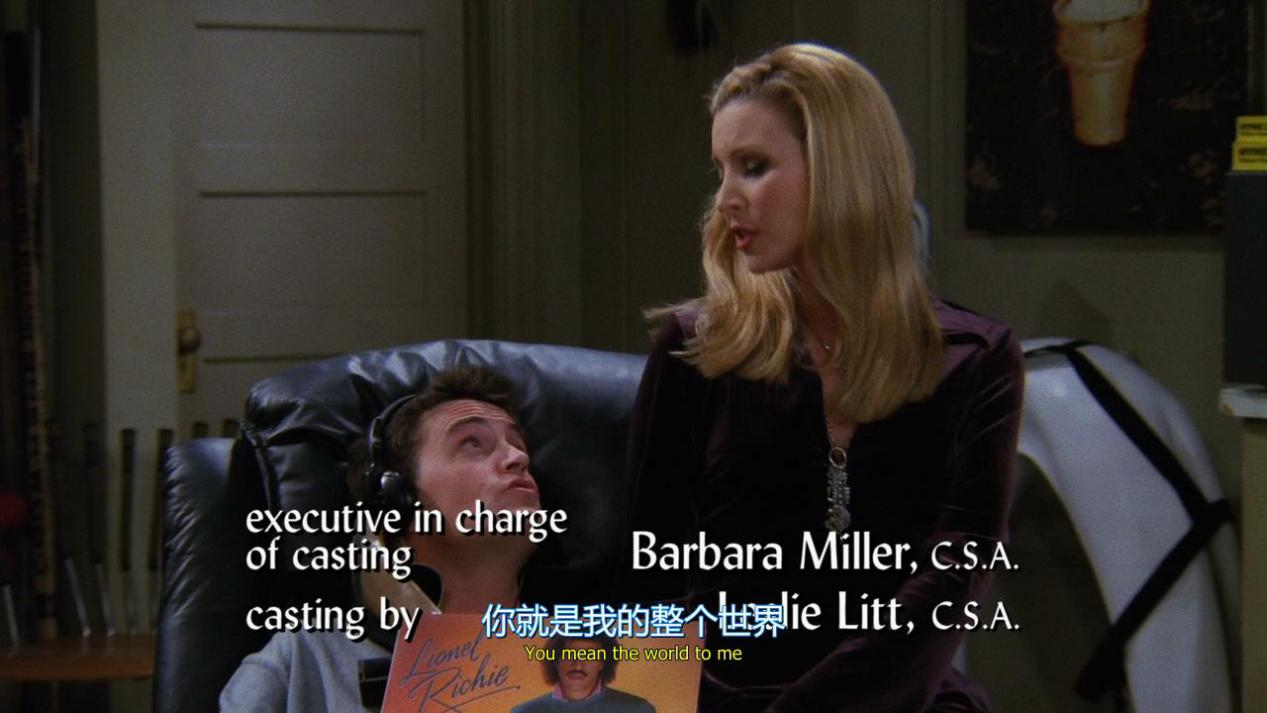 executive in charge
of casting
Barbara Miller, C.S.A.
casting by
Litt, C.S.A.
你就是我的整个世界
You mean the world to me
Lionel
Richie